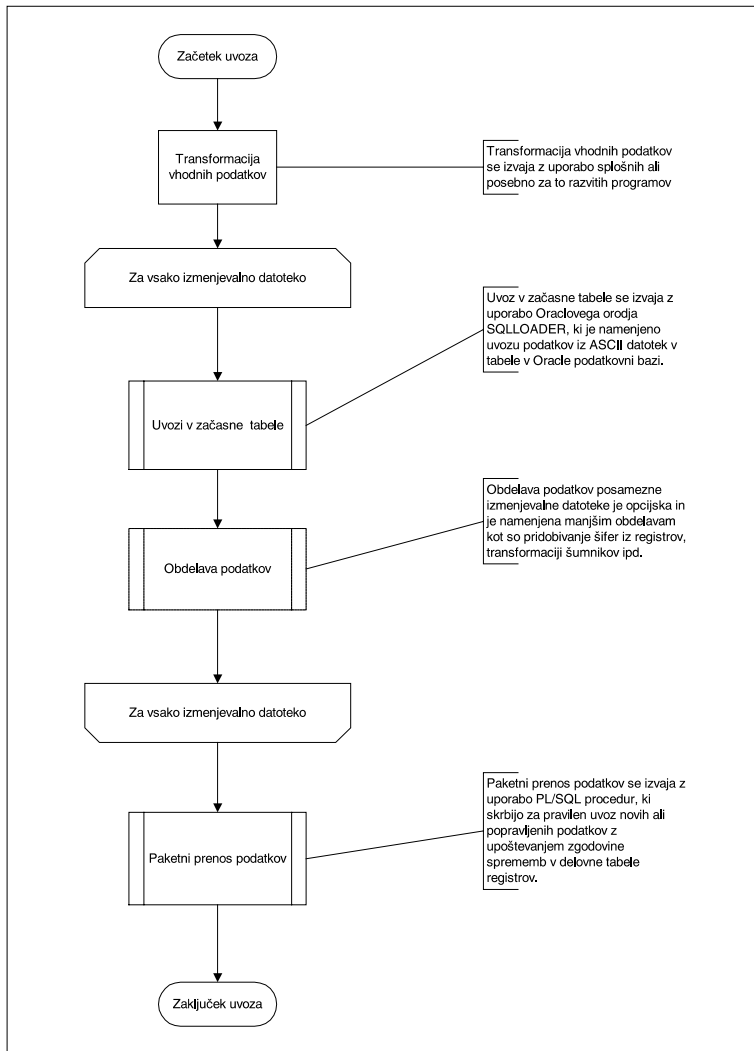 Začetek uvoza
Transformacija
vhodnih podatkov
Transformacija vhodnih podatkov
se izvaja z uporabo splošnih ali
posebno za to razvitih programov
Za vsako izmenjevalno datoteko
Uvoz v začasne tabele se izvaja z
uporabo Oraclovega orodja
SQLLOADER, ki je namenjeno
uvozu podatkov iz ASCII datotek v
tabele v Oracle podatkovni bazi.
Uvozi v začasne tabele
Obdelava podatkov posamezne
izmenjevalne datoteke je opcijska in
je namenjena manjšim obdelavam
kot so pridobivanje šifer iz registrov,
transformaciji šumnikov ipd.
Obdelava podatkov
Za vsako izmenjevalno datoteko
Paketni prenos podatkov se izvaja z
uporabo PL/SQL procedur, ki
skrbijo za pravilen uvoz novih ali
popravljenih podatkov z
upoštevanjem zgodovine
sprememb v delovne tabele
registrov.
Paketni prenos podatkov
Zaključek uvoza